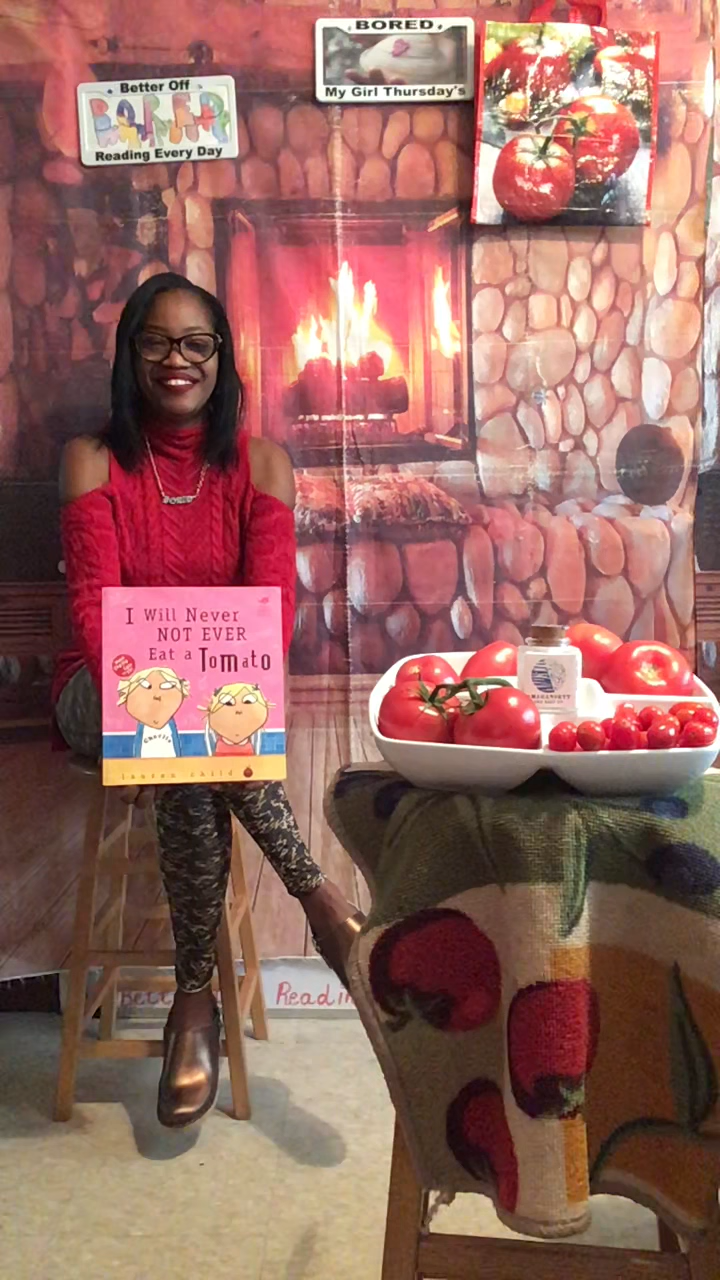 BORED
My Girl Thursday's
Better Off
BORED
Reading Every Day
I Will Never
NOT EVER
Eat a Tomato
Charlie
lauren child
Readin